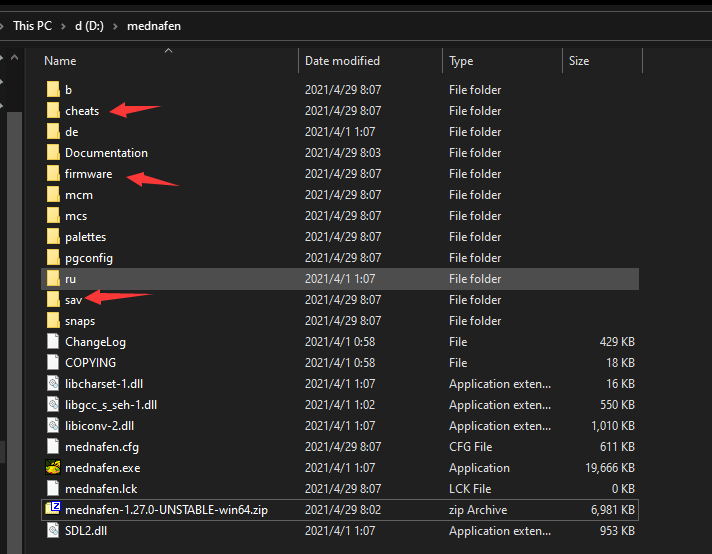 This PC > d (D:) > mednafen
Name Date modified Type Size
b 2021/4/29 8:07 File folder
cheats 2021/4/29 8:07 File folder
de 2021/4/1 1:07 File folder
Documentation 2021/4/29 8:03 File folder
firmware 2021/4/29 8:07 File folder
mcm 2021/4/29 8:07 File folder
mcs 2021/4/29 8:07 File folder
palettes 2021/4/29 8:07 File folder
pgconfig 2021/4/29 8:07 File folder
ru 2021/4/1 1:07 File folder
sav 2021/4/29 8:07 File folder
snaps 2021/4/29 8:07 File folder
ChangeLog 2021/4/1 0:58 File 429 KB
COPYING 2021/4/1 0:58 File 18 KB
libcharset-1.dll 2021/4/1 1:07 Application exten... 16 KB
libgcc_s_seh-1.dll 2021/4/1 1:02 Application exten... 550 KB
libiconv-2.dll 2021/4/1 1:07 Application exten... 1,010 KB
mednafen.cfg 2021/4/29 8:07 CFG File 611 KB
mednafen.exe 2021/4/1 1:07 Application 19,666 KB
mednafen.lck 2021/4/29 8:07 LCK File 0 KB
mednafen-1.27.0-UNSTABLE-win64.zip 2021/4/29 8:02 zip Archive 6,981 KB
SDL2.dll 2021/4/1 1:07 Application exten... 953 KB